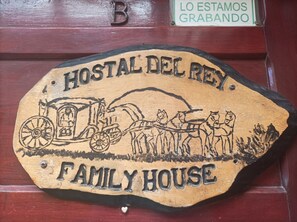 B
LO ESTAMOS
GRABANDO
HOSTAL DEL REY
FAMILY HOUSE